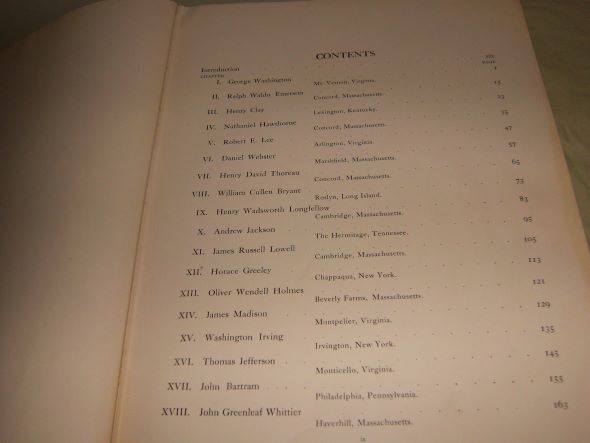 CONTENTS
Introduction XIII
CHAPTER PAGE
I. George Washington Mt. Vernon, Virginia. 1
II. Ralph Waldo Emerson Concord, Massachusetts. 15
III. Henry Clay Lexington, Kentucky. 23
IV. Nathaniel Hawthorne Concord, Massachusetts. 35
V. Robert E. Lee Arlington, Virginia. 47
VI. Daniel Webster Marshfield, Massachusetts. 57
VII. Henry David Thoreau Concord, Massachusetts. 65
VIII. William Cullen Bryant Roslyn, Long Island. 73
IX. Henry Wadsworth Longfellow Cambridge, Massachusetts. 83
X. Andrew Jackson The Hermitage, Tennessee. 95
XI. James Russell Lowell Cambridge, Massachusetts. 105
XII. Horace Greeley Chappaqua, New York. 113
XIII. Oliver Wendell Holmes Beverly Farms, Massachusetts. 121
XIV. James Madison Montpelier, Virginia. 129
XV. Washington Irving Irvington, New York. 135
XVI. Thomas Jefferson Monticello, Virginia. 145
XVII. John Bartram Philadelphia, Pennsylvania. 155
XVIII. John Greenleaf Whittier Haverhill, Massachusetts. 163
ix